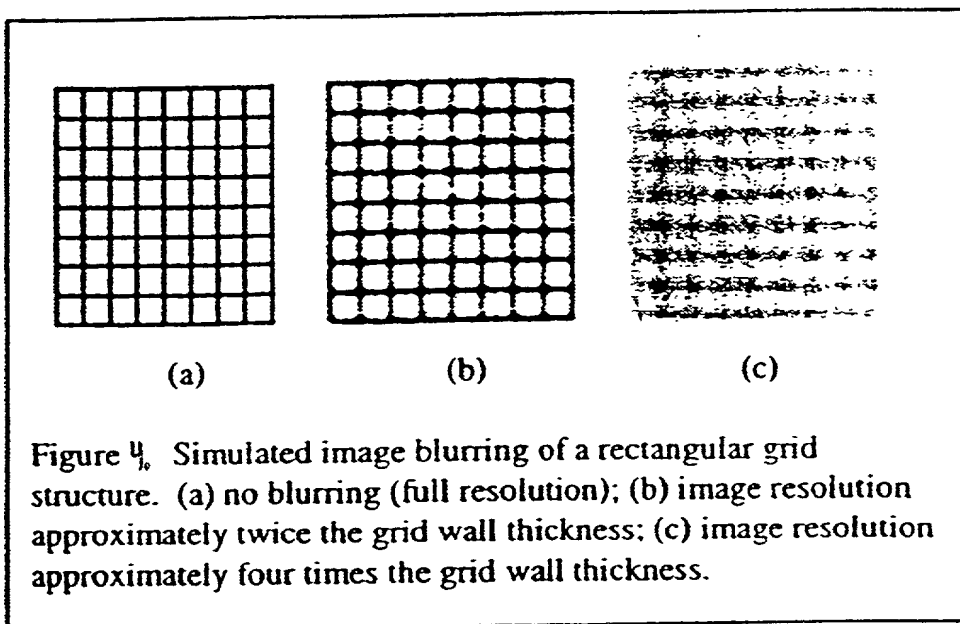 (a) (b) (c)
Figure 4. Simulated image blurring of a rectangular grid
structure. (a) no blurring (full resolution); (b) image resolution
approximately twice the grid wall thickness; (c) image resolution
approximately four times the grid wall thickness.